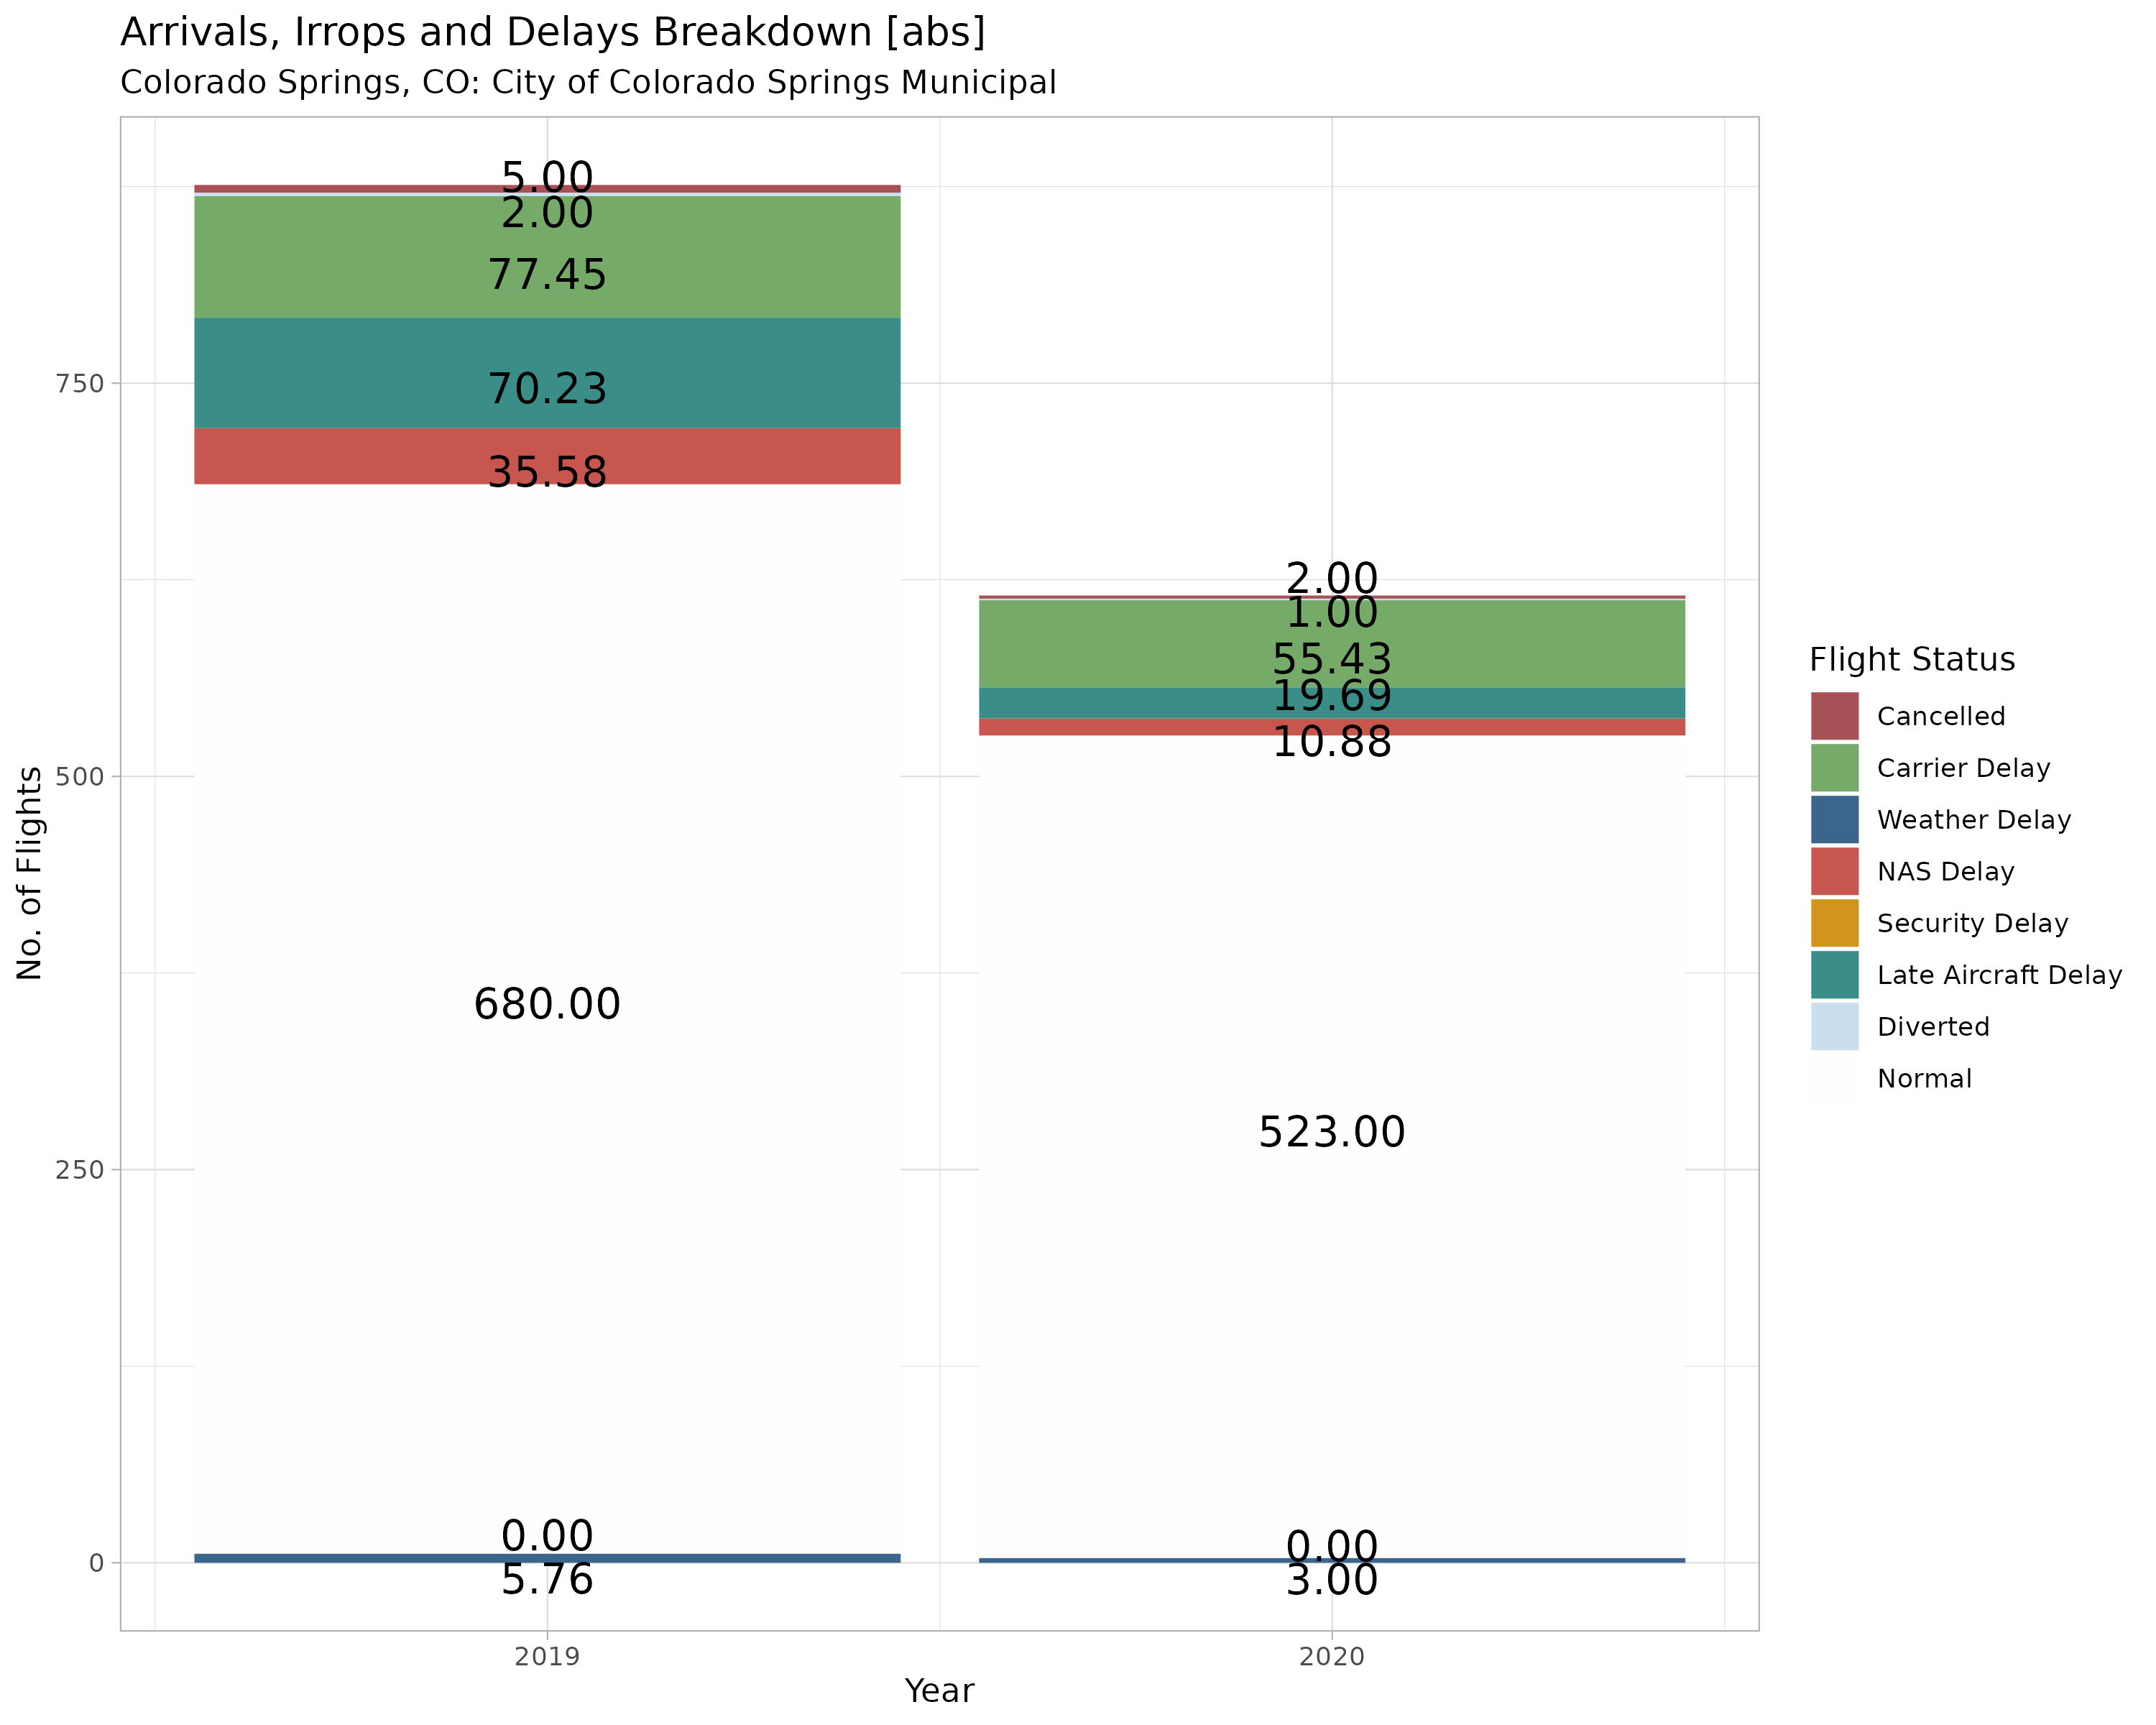 Arrivals, Irrops and Delays Breakdown [abs]
Colorado Springs, CO: City of Colorado Springs Municipal
No. of Flights
750
500
250
0
5.00
2.00
77.45
70.23
35.58
680.00
0.00
5.76
2.00
1.00
55.43
19.69
10.88
523.00
0.00
3.00
2019
2020
Year
Flight Status
Cancelled
Carrier Delay
Weather Delay
NAS Delay
Security Delay
Late Aircraft Delay
Diverted
Normal